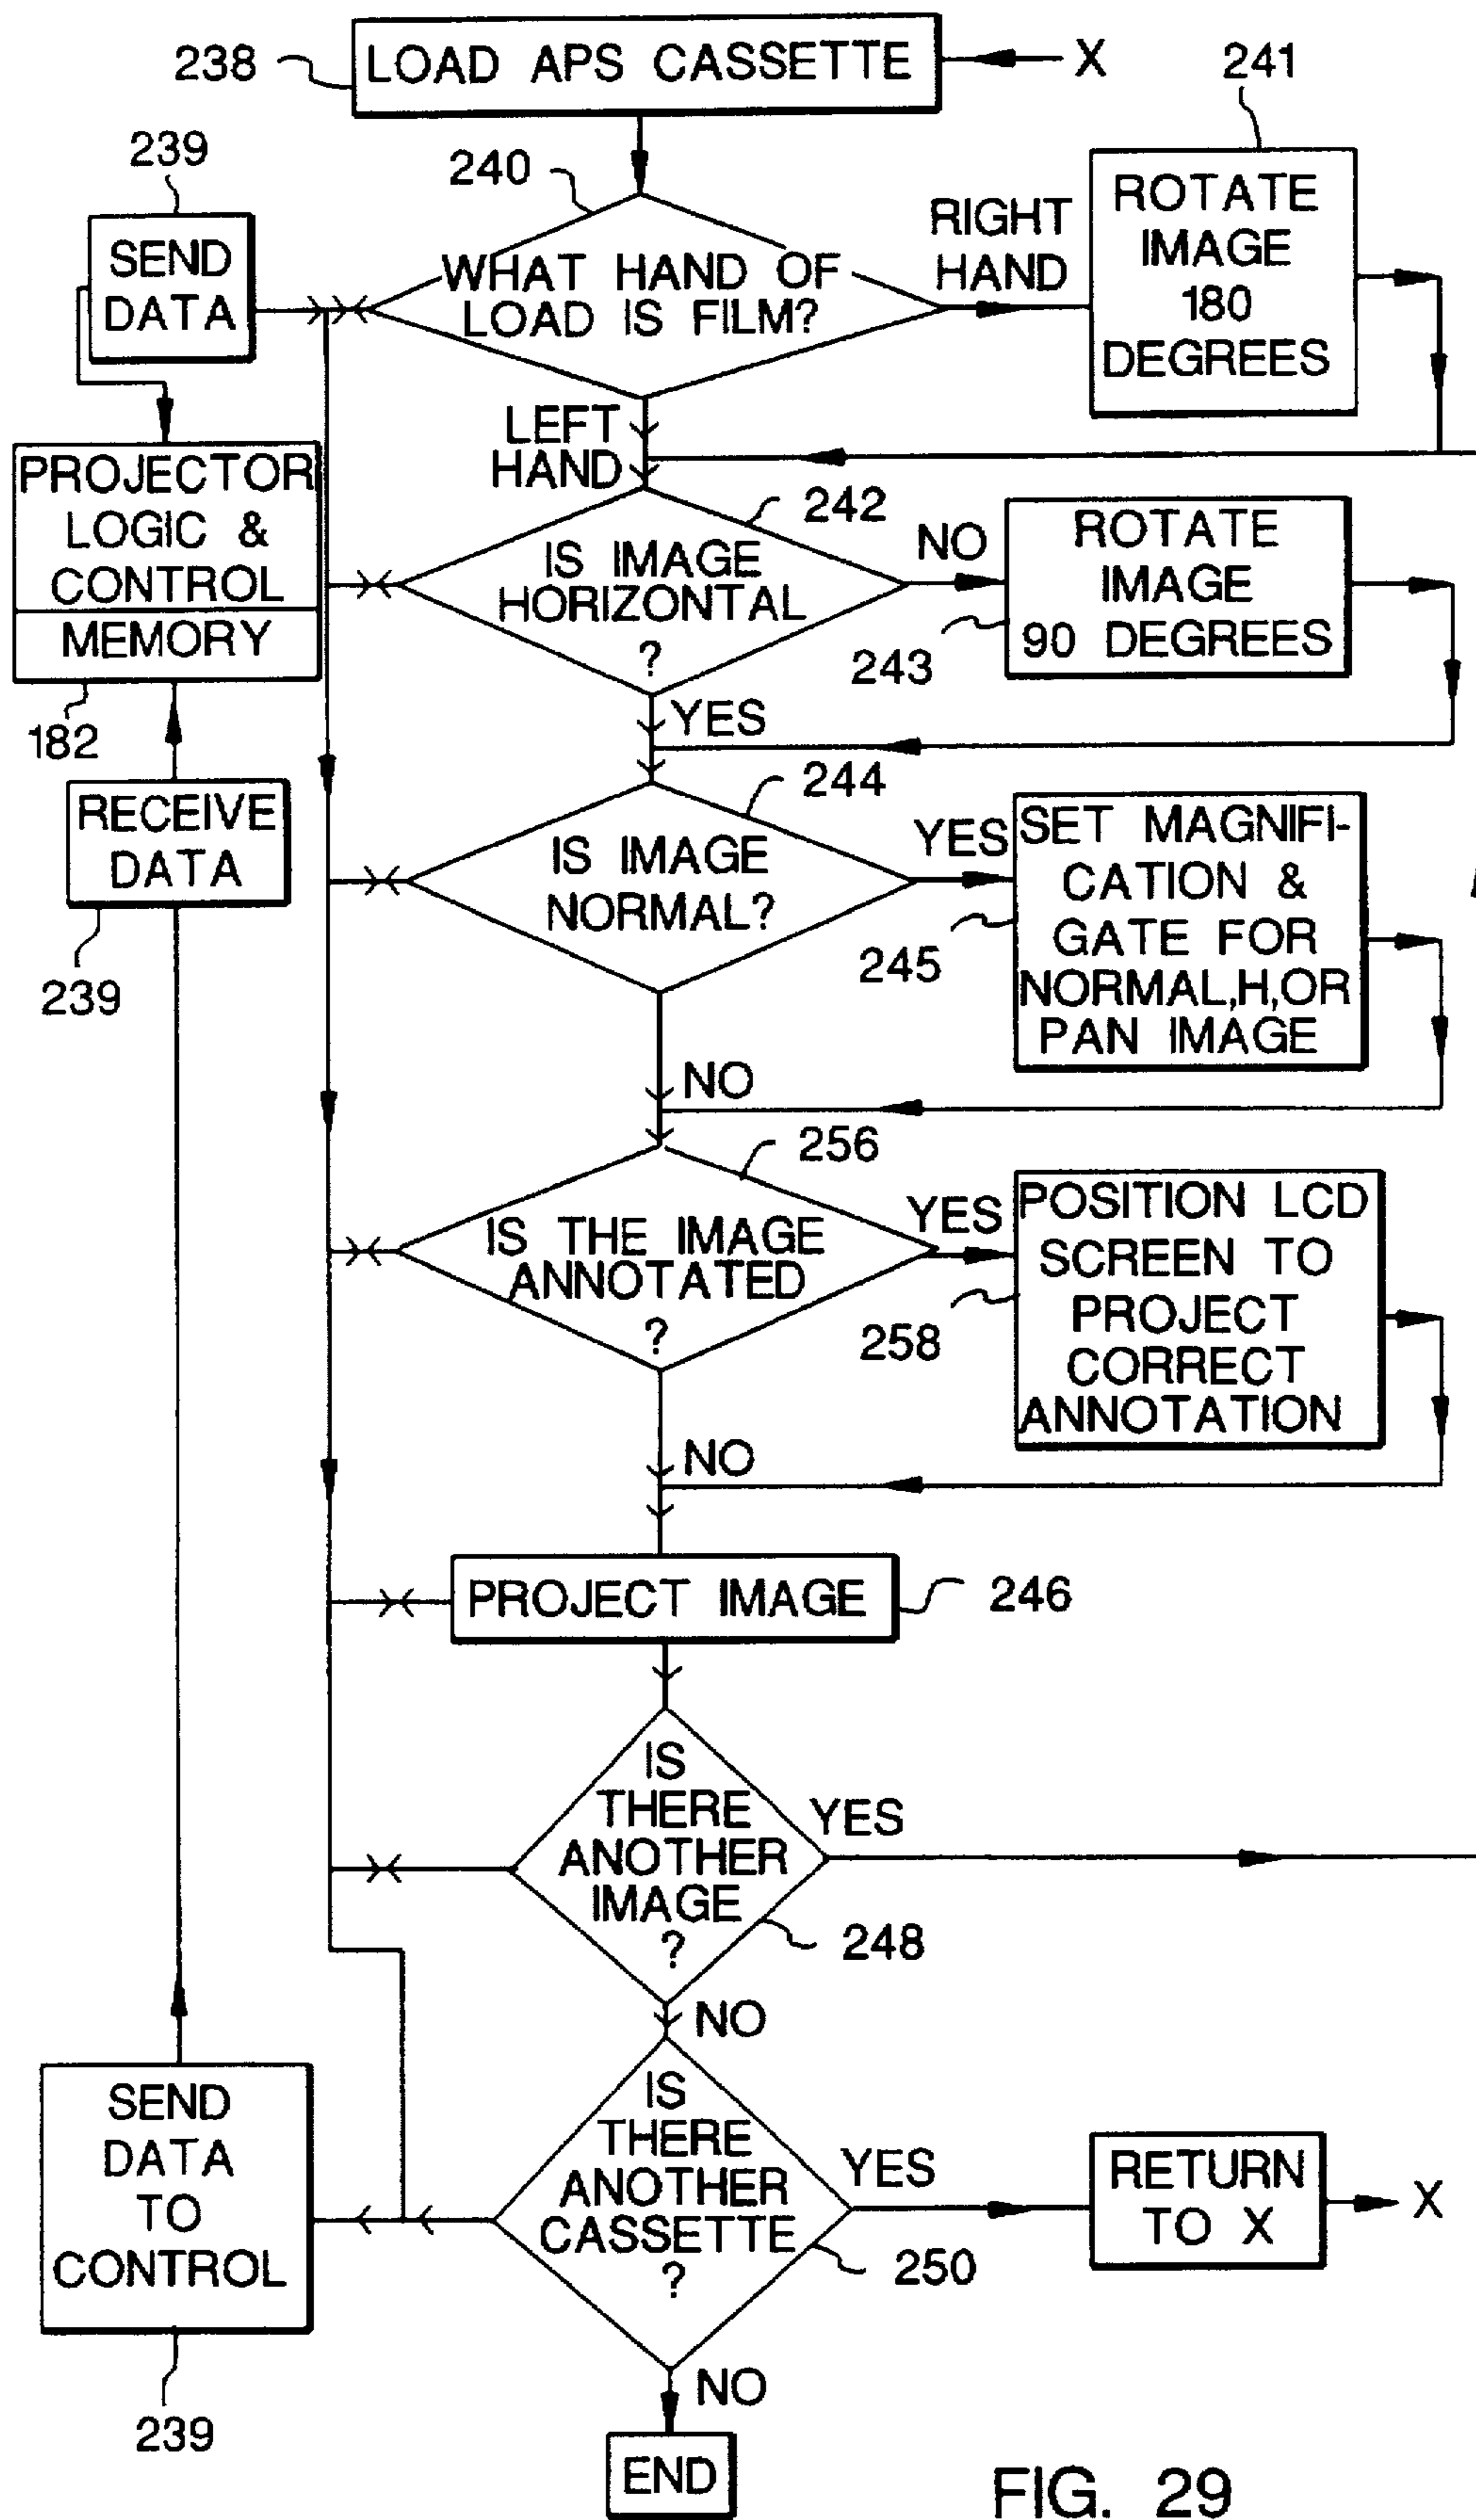 238
LOAD APS CASSETTE
X
241
239
240
SEND
DATA
WHAT HAND OF
LOAD IS FILM?
RIGHT
HAND
ROTATE
IMAGE
180
DEGREES
LEFT
HAND
PROJECTOR
LOGIC &
CONTROL
MEMORY
182
242
IS IMAGE
HORIZONTAL
?
NO
ROTATE
IMAGE
90 DEGREES
243
YES
RECEIVE
DATA
239
244
IS IMAGE
NORMAL?
YES
SET MAGNIFI-
CATION &
GATE FOR
NORMAL,H,OR
PAN IMAGE
245
NO
256
IS THE IMAGE
ANNOTATED
?
YES
POSITION LCD
SCREEN TO
PROJECT
CORRECT
ANNOTATION
258
NO
PROJECT IMAGE
246
IS
THERE
ANOTHER
IMAGE
?
YES
248
NO
SEND
DATA
TO
CONTROL
239
IS
THERE
ANOTHER
CASSETTE
?
YES
250
RETURN
TO X
X
NO
END
FIG. 29